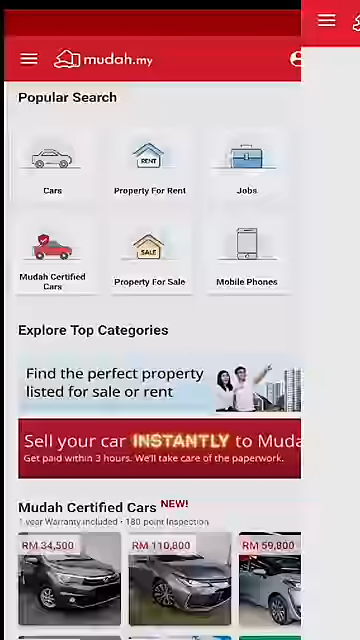 mudah.my
Popular Search
RENT
Cars
Property For Rent
Jobs
SALE
Mudah Certified
Cars
Property For Sale
Mobile Phones
Explore Top Categories
Find the perfect property
listed for sale or rent
Sell your car INSTANTLY to Muda
Get paid within 3 hours. We'll take care of the paperwork.
Mudah Certified Cars NEW!
1 year Warranty included • 180 point Inspection
RM 34,500
RM 110,800
RM 59,800